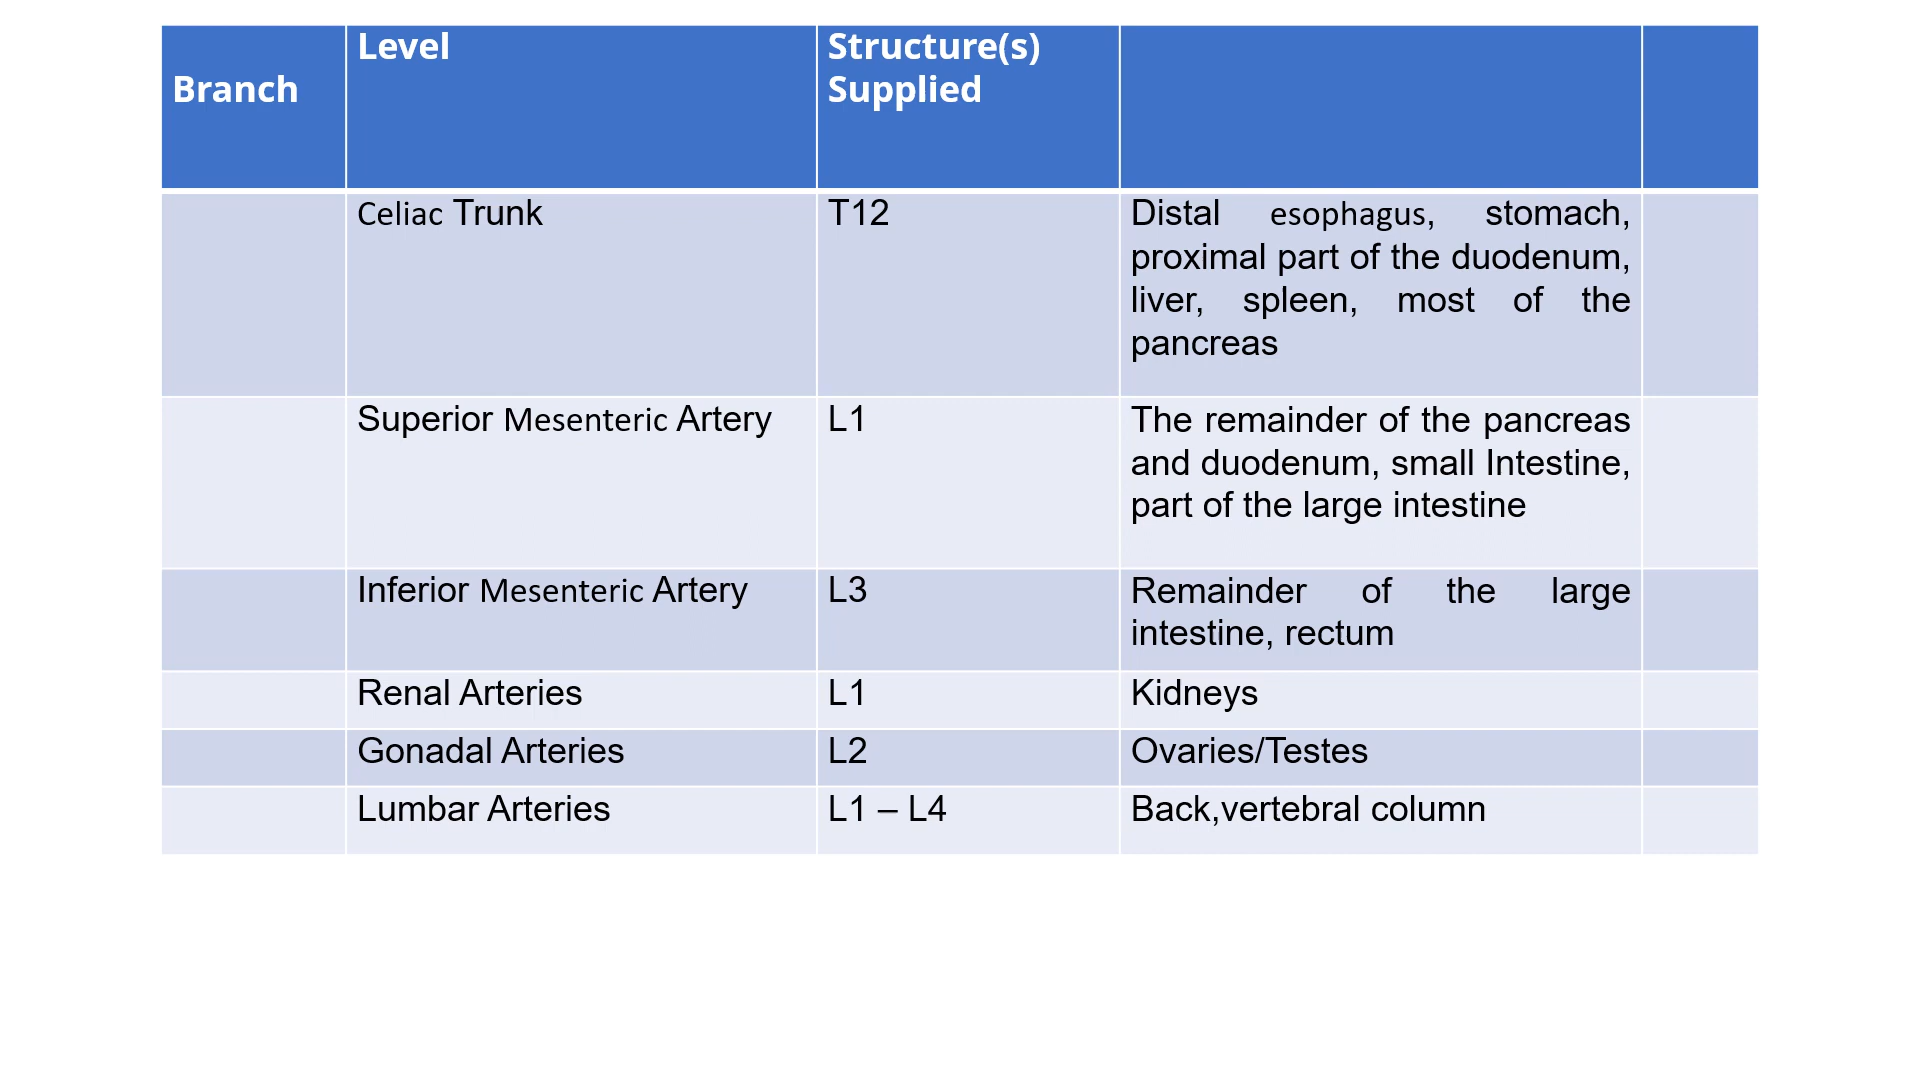 Branch
Level
Structure(s)
Supplied
Celiac Trunk
T12
Distal esophagus, stomach,
proximal part of the duodenum,
liver, spleen, most of the
pancreas
Superior Mesenteric Artery
L1
The remainder of the pancreas
and duodenum, small Intestine,
part of the large intestine
Inferior Mesenteric Artery
L3
Remainder of the large
intestine, rectum
Renal Arteries
L1
Kidneys
Gonadal Arteries
L2
Ovaries/Testes
Lumbar Arteries
L1 – L4
Back,vertebral column